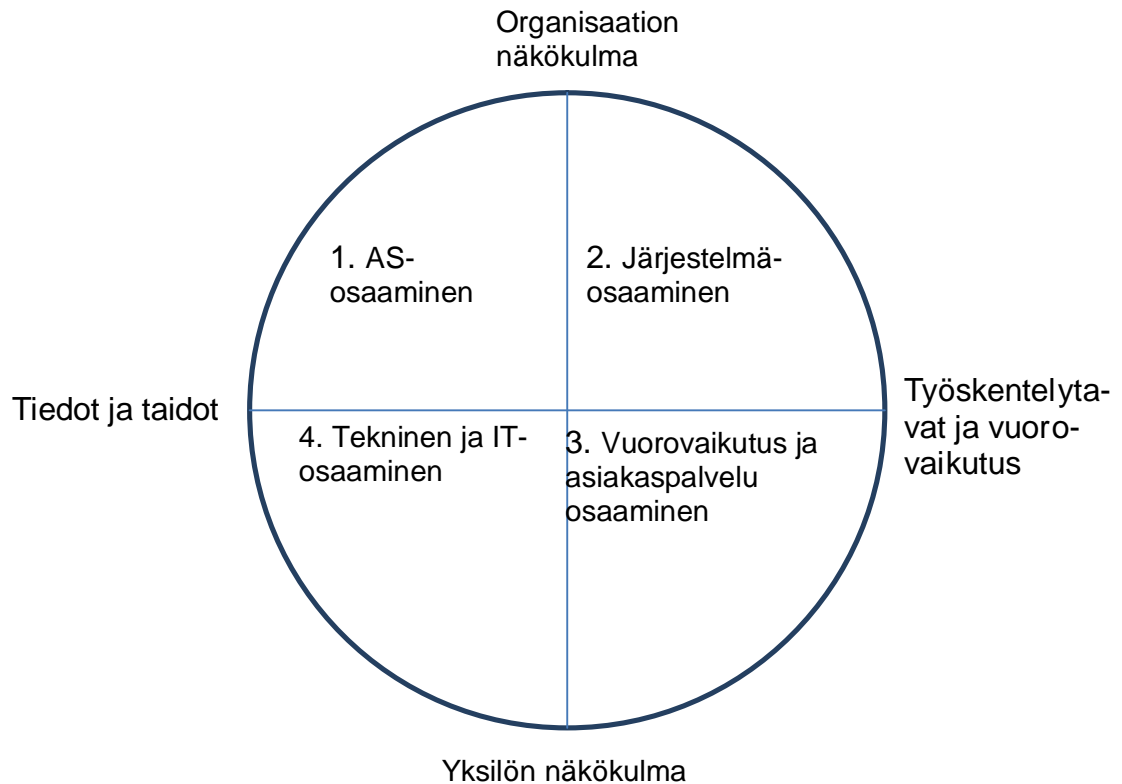 Organisaation
näkökulma
1. AS-
osaaminen
2. Järjestelmä-
osaaminen
Tiedot ja taidot
Työskentelyta-
vat ja vuoro-
vaikutus
4. Tekninen ja IT-
osaaminen
3. Vuorovaikutus ja
asiakaspalvelu
osaaminen
Yksilön näkökulma